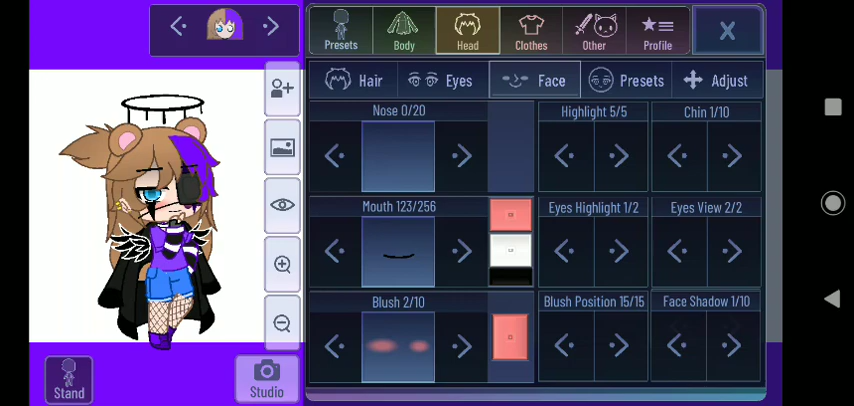 Presets
Body
Head
Clothes
Other
Profile
X
Hair
Eyes
Face
Presets
Adjust
Nose 0/20
Highlight 5/5
Chin 1/10
Mouth 123/256
Eyes Highlight 1/2
Eyes View 2/2
Blush 2/10
Blush Position 15/15
Face Shadow 1/10
Stand
Studio